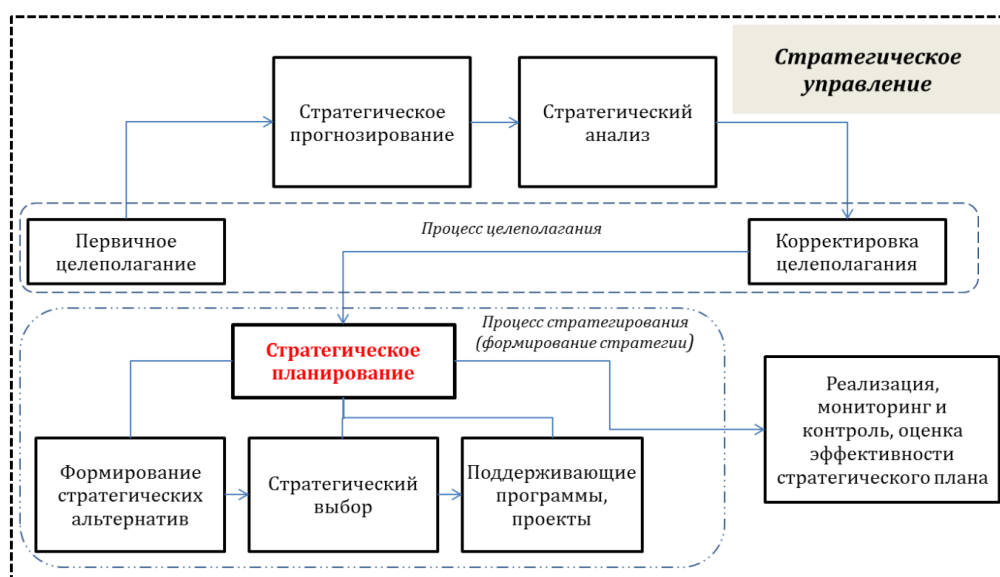 Стратегическое
управление
Стратегическое
прогнозирование
Стратегический
анализ
Первичное
целеполагание
Процесс целеполагания
Корректировка
целеполагания
Процесс стратегирования
(формирование стратегии)
Стратегическое
планирование
Реализация,
мониторинг и
контроль, оценка
эффективности
стратегического плана
Формирование
стратегических
альтернатив
Стратегический
выбор
Поддерживающие
программы,
проекты